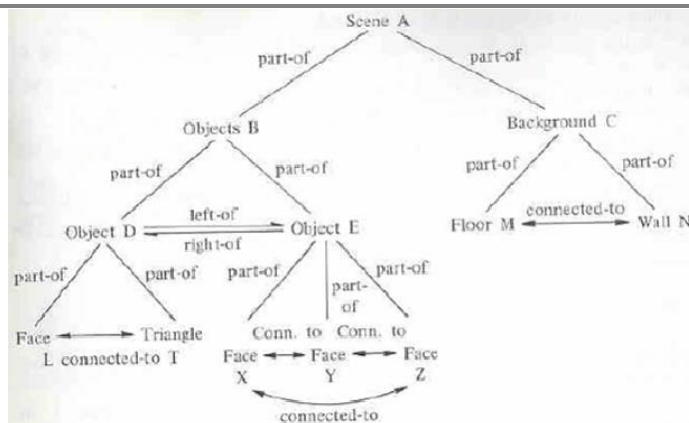 Scene A
part-of part-of
Objects B Background C
part-of part-of part-of part-of
left-of connected-to
Object D Object E Floor M Wall N
right-of
part-of part-of part-of part-of part-of
Face Triangle Conn. to Conn. to
L connected-to T Face Face Face
X Y Z
connected-to